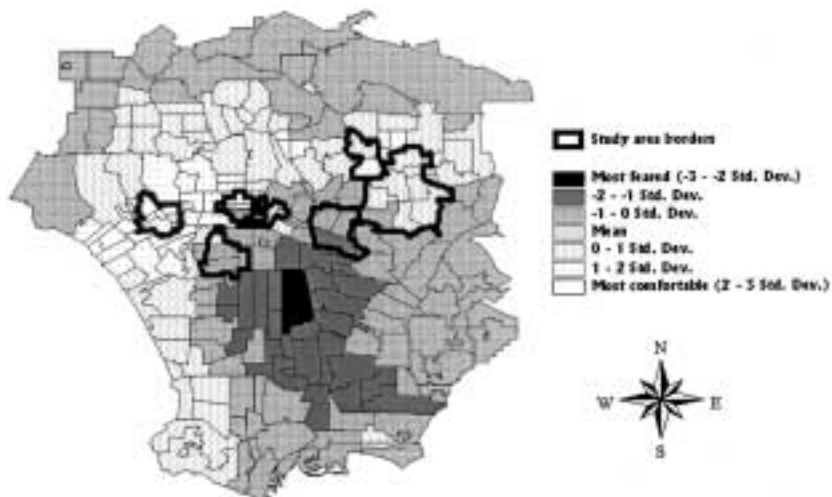 Study area borders
Most feared (-3 - -2 Std. Dev.)
-2 - -1 Std. Dev.
-1 - 0 Std. Dev.
Mean
0 - 1 Std. Dev.
1 - 2 Std. Dev.
Most comfortable (2 - 3 Std. Dev.)
N
W E
S